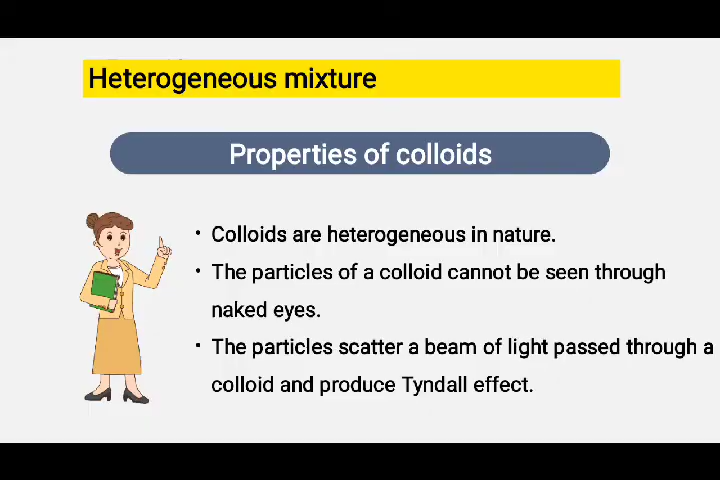 Heterogeneous mixture
Properties of colloids
• Colloids are heterogeneous in nature.
• The particles of a colloid cannot be seen through
naked eyes.
• The particles scatter a beam of light passed through a
colloid and produce Tyndall effect.